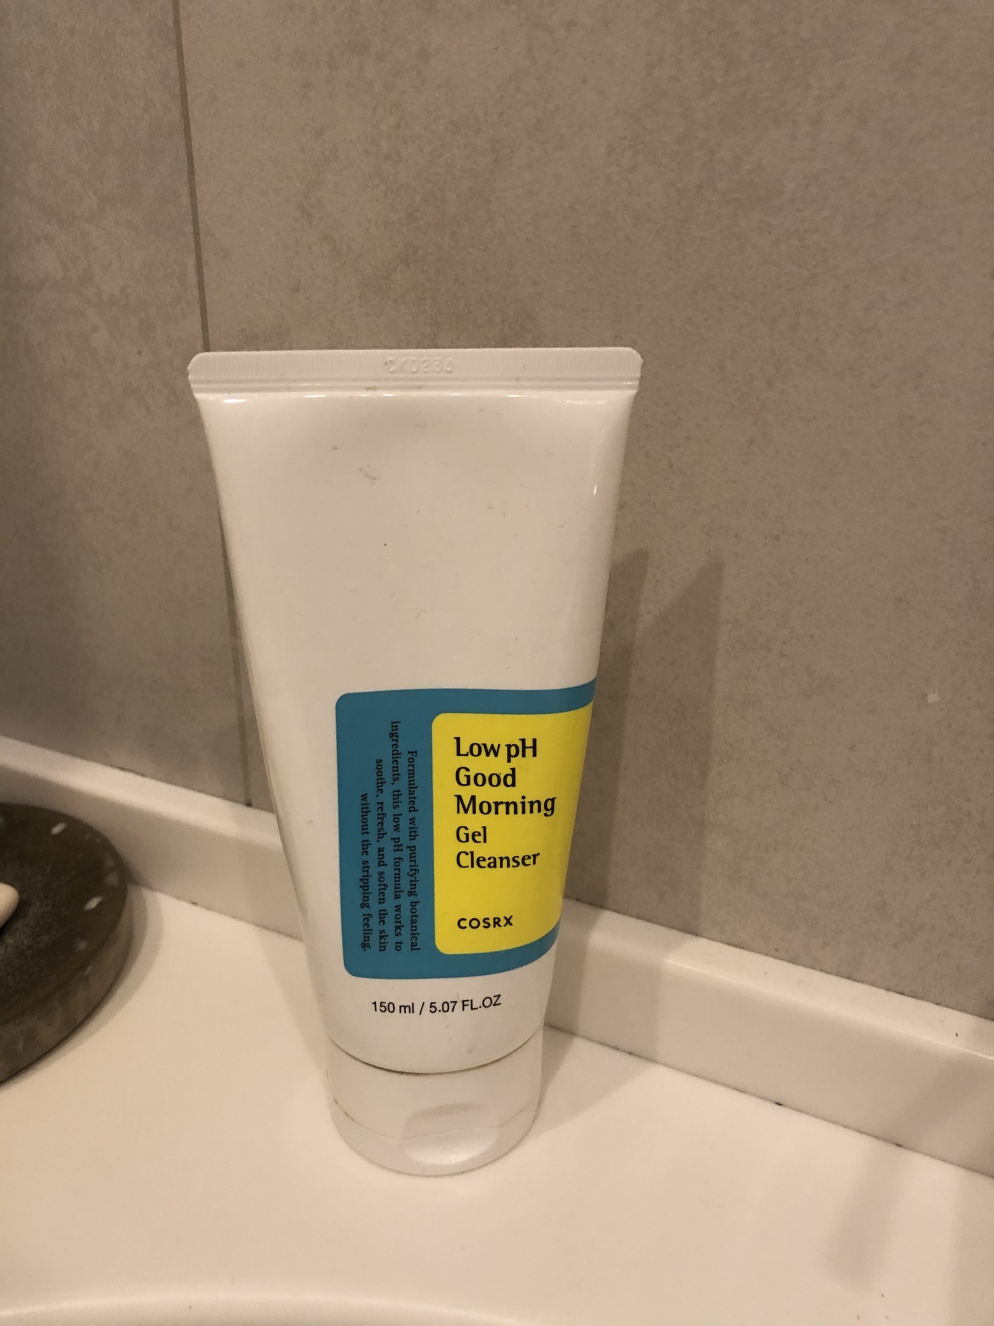 Low pH
Good
Morning
Gel
Cleanser
COSRX
Formulated with purifying botanical
ingredients, this low pH formula works to
soothe, refresh, and soften the skin
without the stripping feeling.
150 ml / 5.07 FL.OZ